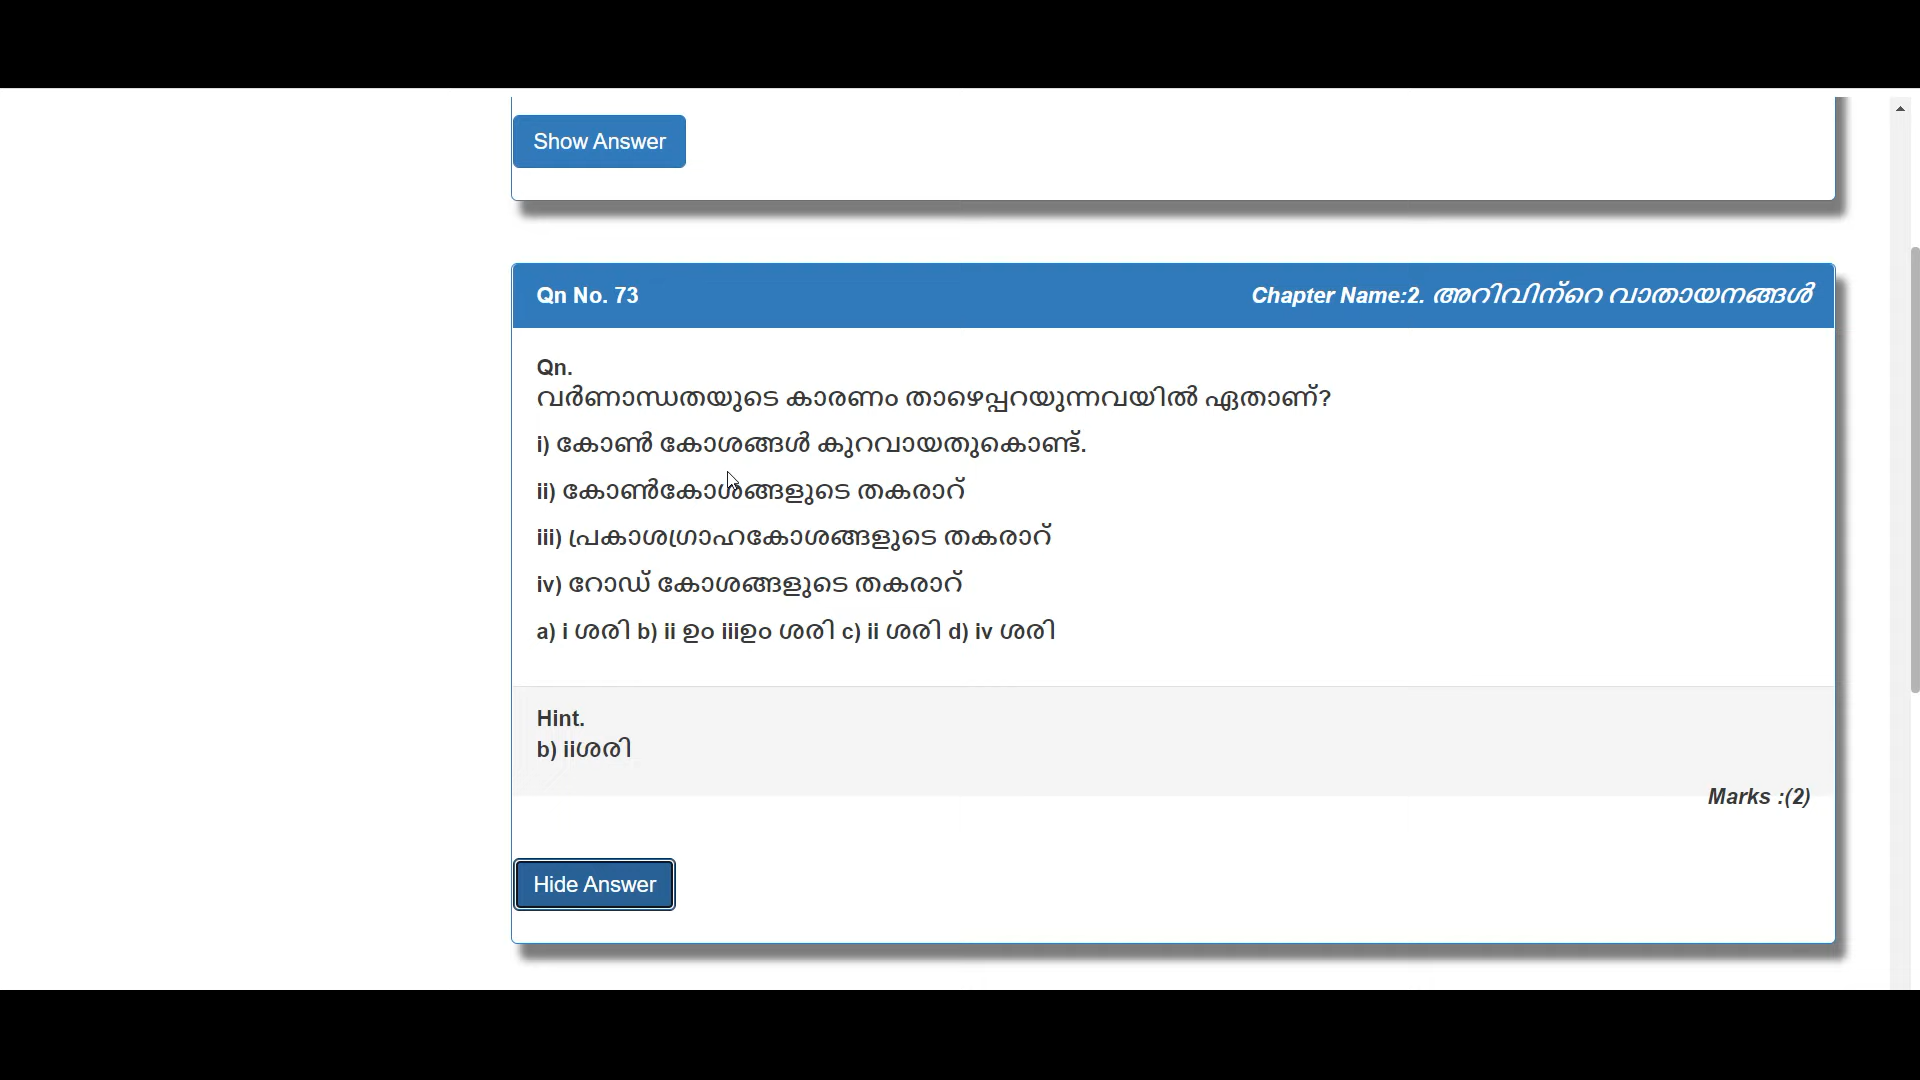 Show Answer
Qn No. 73
Chapter Name:2. അറിവിന്റെ വാതായനങ്ങൾ
Qn.
വർണാന്ധതയുടെ കാരണം താഴെപ്പറയുന്നവയിൽ ഏതാണ്?
i) കോൺ കോശങ്ങൾ കുറവായതുകൊണ്ട്.
ii) കോൺകോശങ്ങളുടെ തകരാറ്
iii) പ്രകാശഗ്രാഹകോശങ്ങളുടെ തകരാറ്
iv) റോഡ് കോശങ്ങളുടെ തകരാറ്
a) i ശരി b) ii ഉം iiiഉം ശരി c) ii ശരി d) iv ശരി
Hint.
b) iiശരി
Marks :(2)
Hide Answer